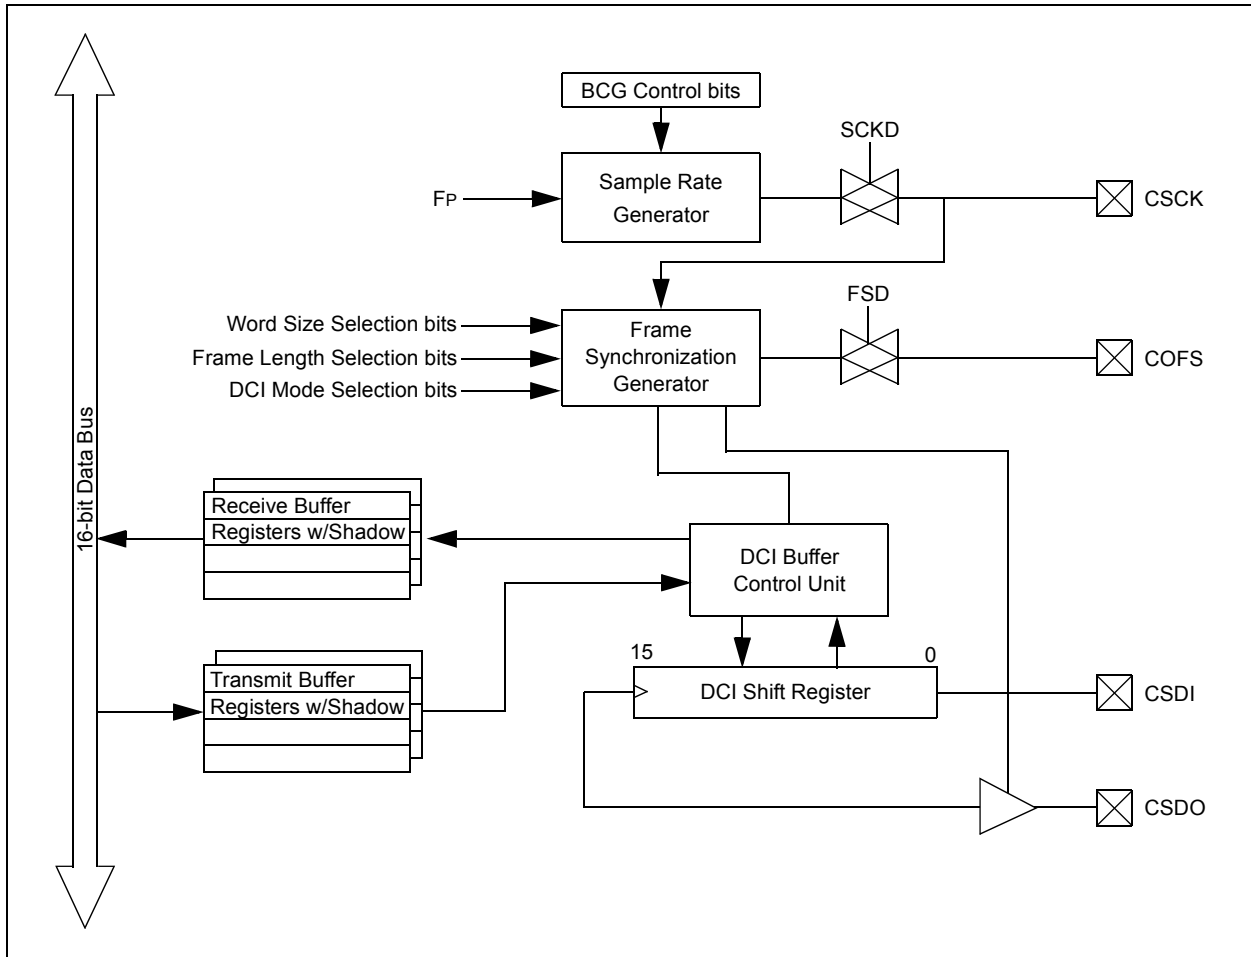 BCG Control bits
SCKD
Sample Rate
Generator
FP
CSCK
FSD
Word Size Selection bits
Frame Length Selection bits
DCI Mode Selection bits
Frame
Synchronization
Generator
COFS
16-bit Data Bus
Receive Buffer
Registers w/Shadow
DCI Buffer
Control Unit
15
0
Transmit Buffer
Registers w/Shadow
DCI Shift Register
CSDI
CSDO